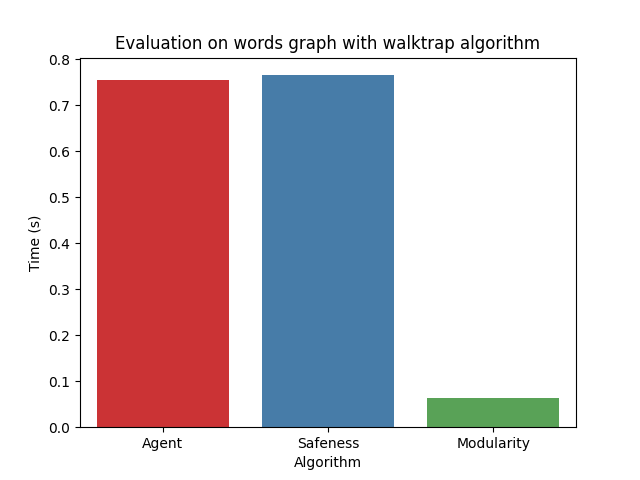 Evaluation on words graph with walktrap algorithm
0.8
0.7
0.6
0.5
0.4
0.3
0.2
0.1
0.0
Time (s)
Agent
Safeness
Modularity
Algorithm